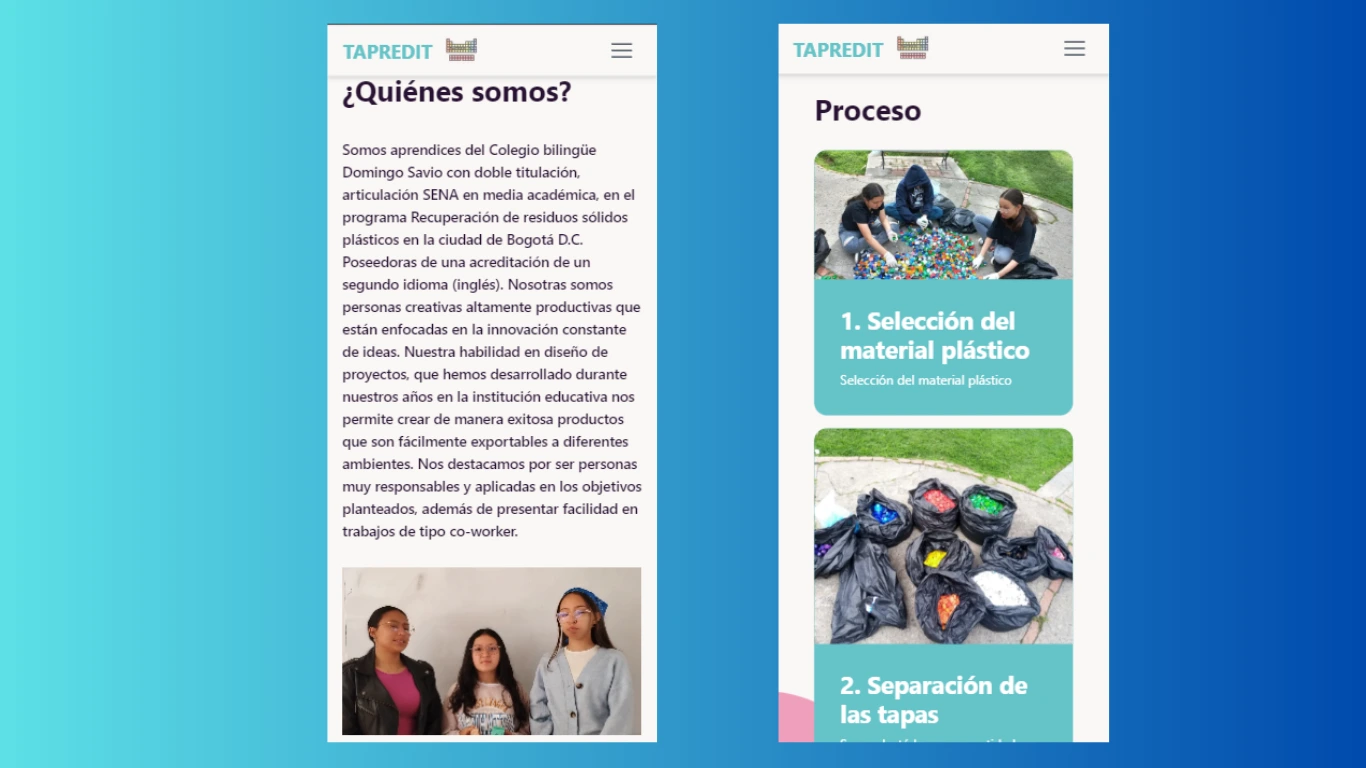 TAPREDIT
¿Quiénes somos?
Somos aprendices del Colegio bilingüe
Domingo Savio con doble titulación,
articulación SENA en media académica, en el
programa Recuperación de residuos sólidos
plásticos en la ciudad de Bogotá D.C.
Poseedoras de una acreditación de un
segundo idioma (inglés). Nosotras somos
personas creativas altamente productivas que
están enfocadas en la innovación constante
de ideas. Nuestra habilidad en diseño de
proyectos, que hemos desarrollado durante
nuestros años en la institución educativa nos
permite crear de manera exitosa productos
que son fácilmente exportables a diferentes
ambientes. Nos destacamos por ser personas
muy responsables y aplicadas en los objetivos
planteados, además de presentar facilidad en
trabajos de tipo co-worker.
TAPREDIT
Proceso
1. Selección del
material plástico
Selección del material plástico
2. Separación de
las tapas